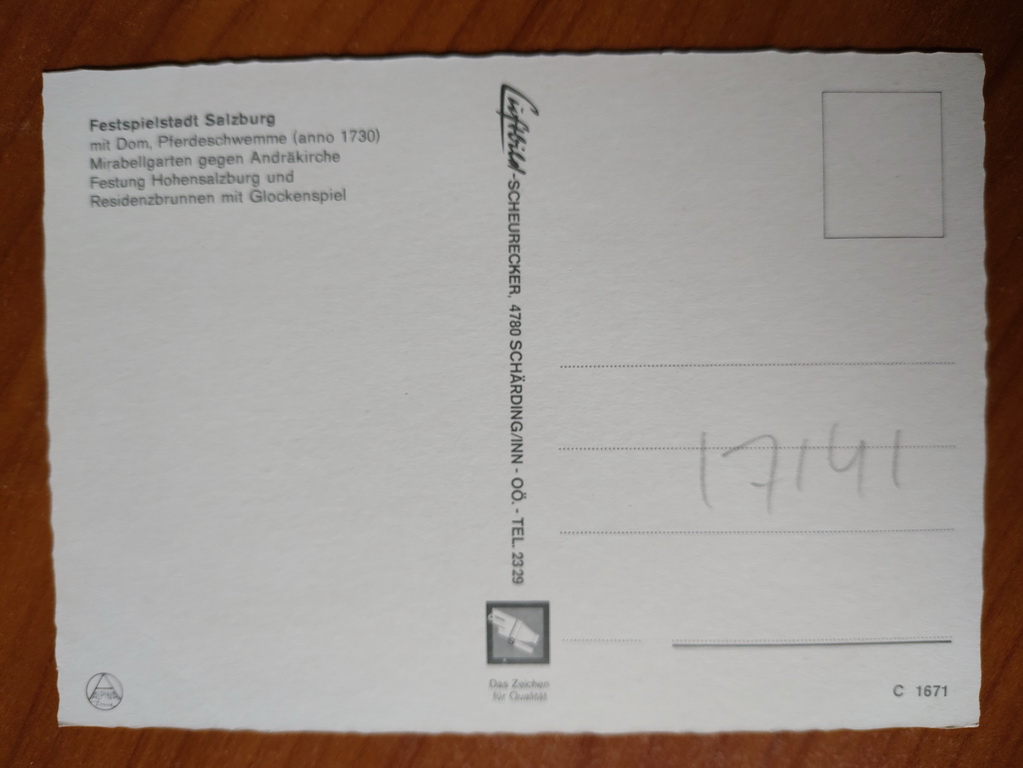 Festspielstadt Salzburg
mit Dom, Pferdeschwemme (anno 1730)
Mirabellgarten gegen Andräkirche
Festung Hohensalzburg und
Residenzbrunnen mit Glockenspiel
Luftbild-SCHEURECKER, 4780 SCHÄRDING/INN - OÖ. - TEL. 2329
Das Zeichen
für Qualität
17141
C 1671